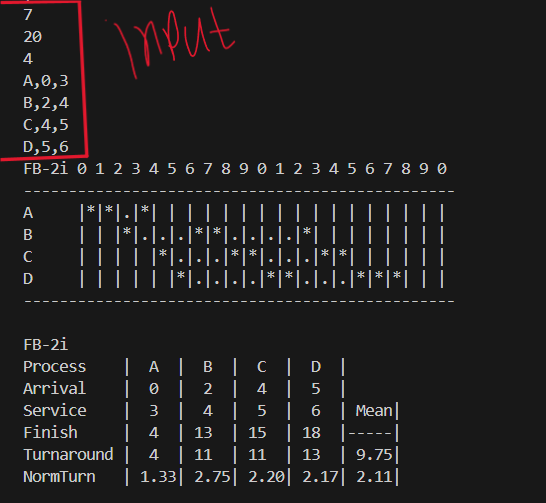 7
20
4
A,0,3
B,2,4
C,4,5
D,5,6
input
FB-2i 0 1 2 3 4 5 6 7 8 9 0 1 2 3 4 5 6 7 8 9 0
------------------------------------------------
A     |*|*|.|*| | | | | | | | | | | | | | | | |
B     | | |*|.|.|.|*|*|.|.|.|.|*| | | | | | | |
C     | | | | |*|.|.|.|*|*|.|.|.|*|*| | | | | |
D     | | | | | |*|.|.|.|.|*|*|.|.|.|*|*|*| | |
------------------------------------------------
FB-2i
Process    |  A  |  B  |  C  |  D  |
Arrival    |  0  |  2  |  4  |  5  |
Service    |  3  |  4  |  5  |  6  | Mean|
Finish     |  4  | 13  | 15  | 18  |-----|
Turnaround |  4  | 11  | 11  | 13  | 9.75|
NormTurn   | 1.33| 2.75| 2.20| 2.17| 2.11|